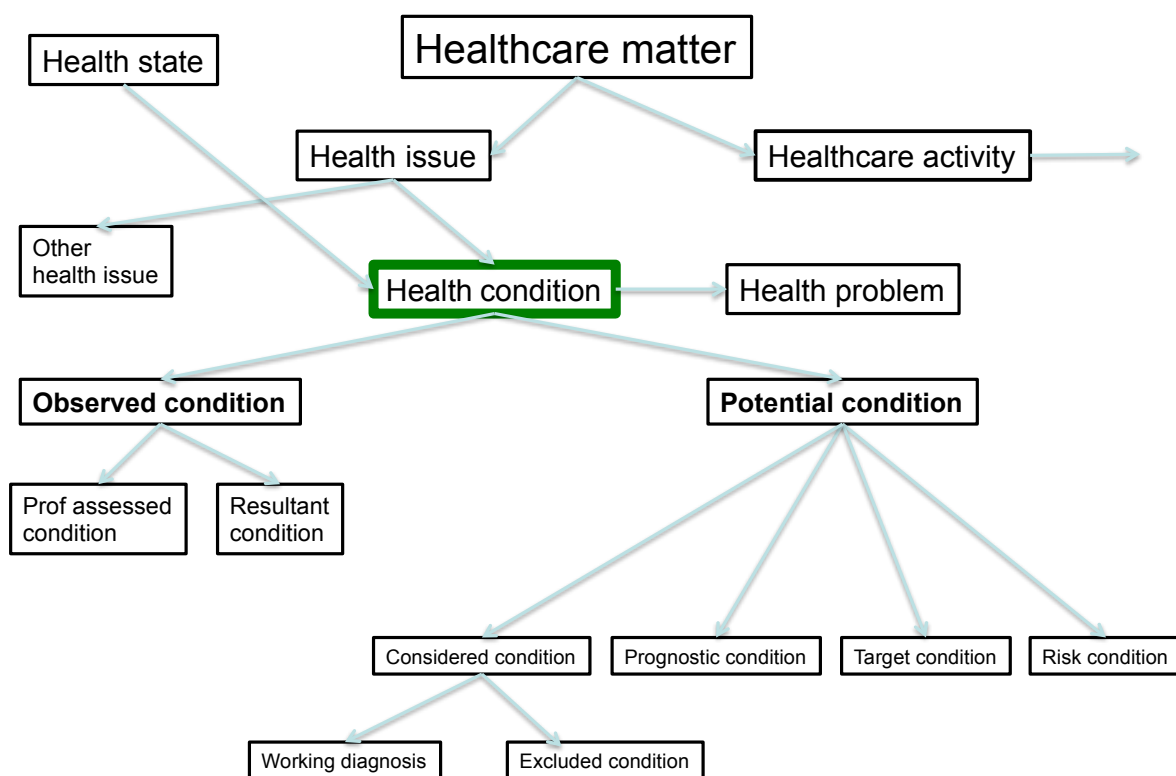 Healthcare matter
Health state
Health issue
Healthcare activity
Other
health issue
Health condition
Health problem
Observed condition
Potential condition
Prof assessed
condition
Resultant
condition
Considered condition
Prognostic condition
Target condition
Risk condition
Working diagnosis
Excluded condition